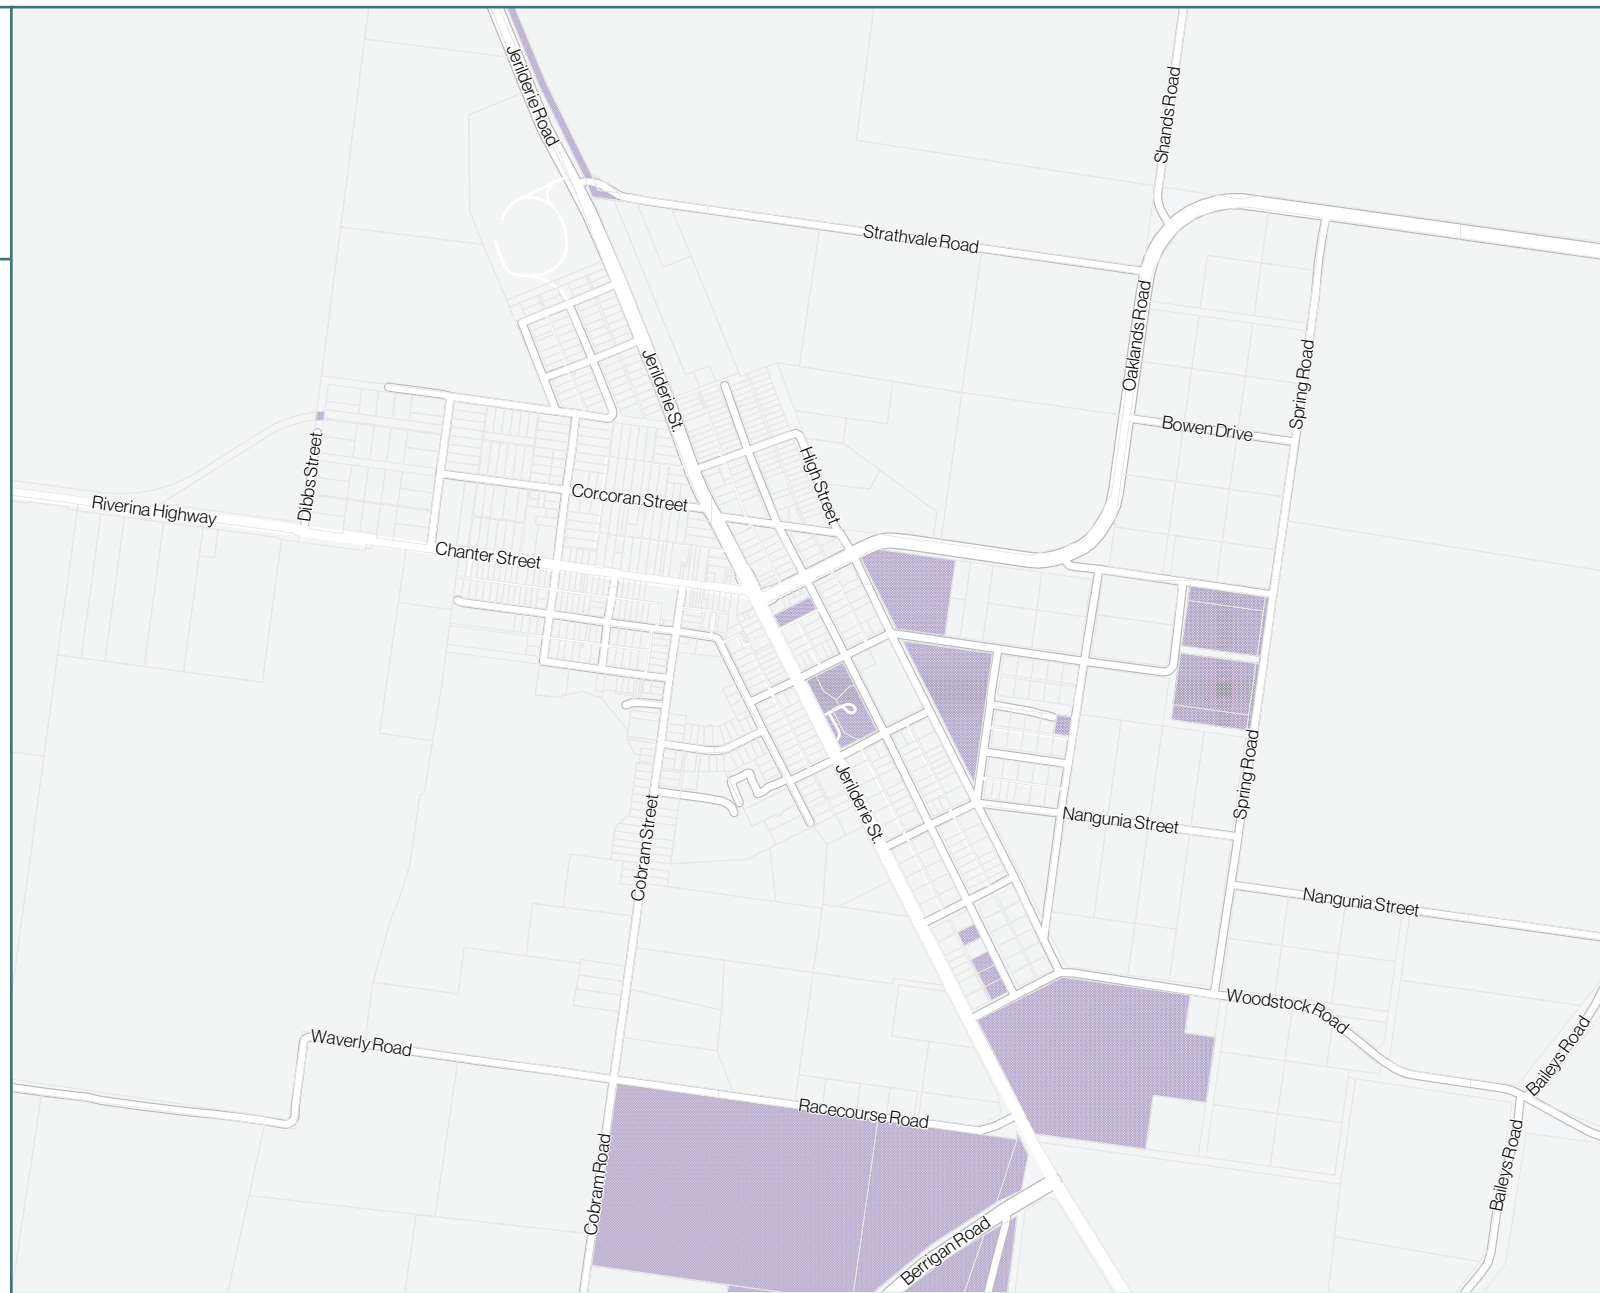 Jerilderie Road
Shands Road
Strathvale Road
Oaklands Road
Spring Road
Jerilderie St.
Bowen Drive
High Street
Dibbs Street
Corcoran Street
Riverina Highway
Chanter Street
Spring Road
Jerilderie St.
Cobram Street
Nangunia Street
Nangunia Street
Woodstock Road
Waverly Road
Baileys Road
Racecourse Road
Baileys Road
Cobram Road
Berrigan Road